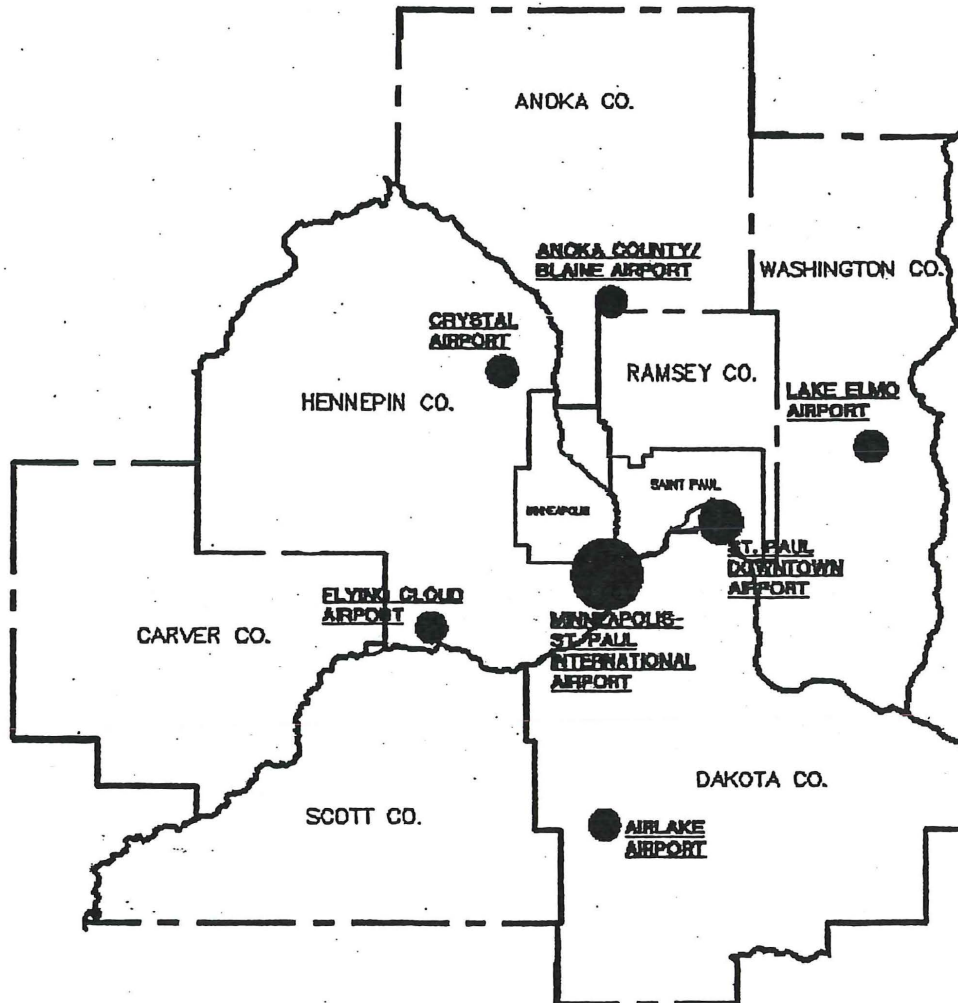 ANOKA CO.
ANOKA COUNTY/
BLAINE AIRPORT
WASHINGTON CO.
CRYSTAL
AIRPORT
RAMSEY CO.
HENNEPIN CO.
LAKE ELMO
AIRPORT
SAINT PAUL
MINNEAPOLIS
ST. PAUL
DOWNTOWN
AIRPORT
FLYING CLOUD
AIRPORT
CARVER CO.
MINNEAPOLIS-
ST. PAUL
INTERNATIONAL
AIRPORT
DAKOTA CO.
SCOTT CO.
AIRLAKE
AIRPORT